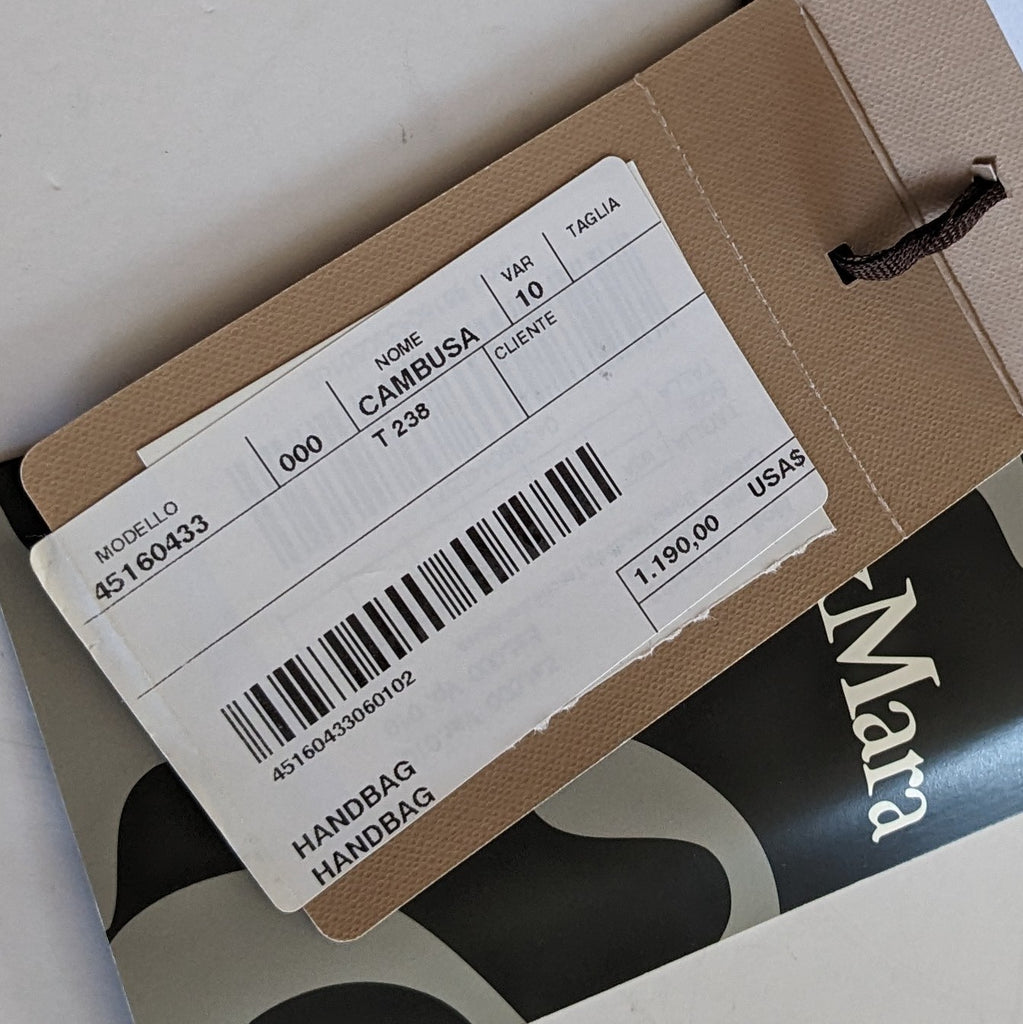 MODELLO
45160433
000
NOME
CAMBUSA
VAR
10
TAGLIA
T 238
CLIENTE
45160433060102
1.190,00 USA$
HANDBAG
HANDBAG
Mara